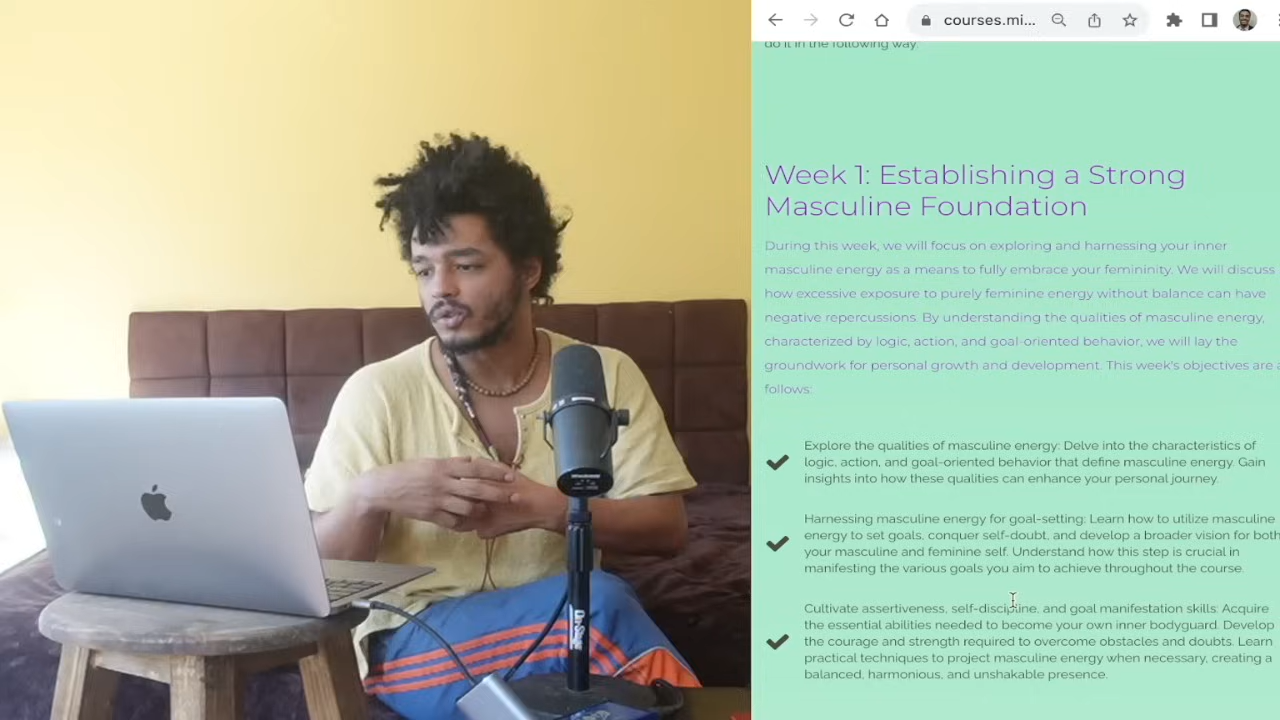 courses.mi...
do it in the following way.
Week 1: Establishing a Strong
Masculine Foundation
During this week, we will focus on exploring and harnessing your inner
masculine energy as a means to fully embrace your femininity. We will discuss
how excessive exposure to purely feminine energy without balance can have
negative repercussions. By understanding the qualities of masculine energy,
characterized by logic, action, and goal-oriented behavior, we will lay the
groundwork for personal growth and development. This week's objectives are a
follows:
Explore the qualities of masculine energy: Delve into the characteristics of
logic, action, and goal-oriented behavior that define masculine energy. Gain
insights into how these qualities can enhance your personal journey.
Harnessing masculine energy for goal-setting: Learn how to utilize masculine
energy to set goals, conquer self-doubt, and develop a broader vision for both
your masculine and feminine self. Understand how this step is crucial in
manifesting the various goals you aim to achieve throughout the course.
Cultivate assertiveness, self-discipline, and goal manifestation skills: Acquire
the essential abilities needed to become your own inner bodyguard. Develop
the courage and strength required to overcome obstacles and doubts. Learn
practical techniques to project masculine energy when necessary, creating a
balanced, harmonious, and unshakable presence.
On-Stage